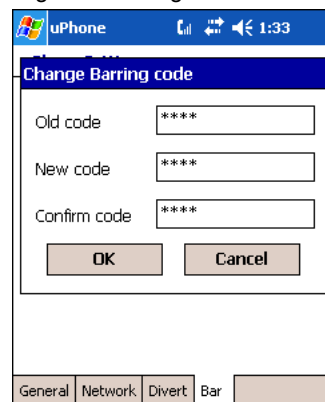 uPhone 1:33
Change Barring code
Old code ****
New code ****
Confirm code ****
OK Cancel
General Network Divert Bar